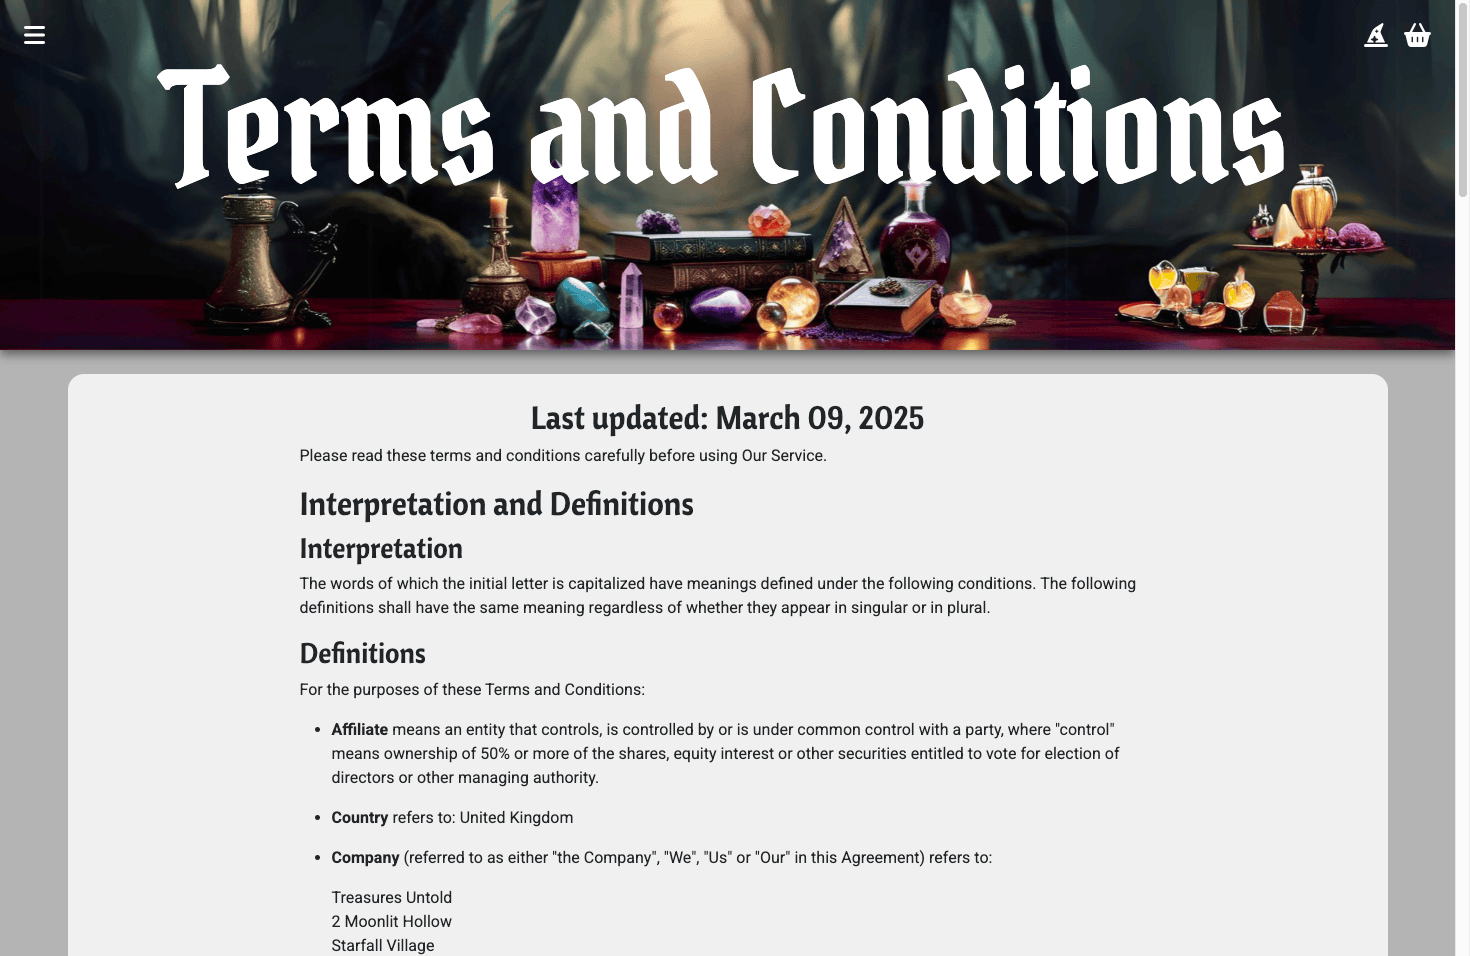 Terms and Conditions
Last updated: March 09, 2025
Please read these terms and conditions carefully before using Our Service.
Interpretation and Definitions
Interpretation
The words of which the initial letter is capitalized have meanings defined under the following conditions. The following
definitions shall have the same meaning regardless of whether they appear in singular or in plural.
Definitions
For the purposes of these Terms and Conditions:
• Affiliate means an entity that controls, is controlled by or is under common control with a party, where "control"
means ownership of 50% or more of the shares, equity interest or other securities entitled to vote for election of
directors or other managing authority.
• Country refers to: United Kingdom
• Company (referred to as either "the Company", "We", "Us" or "Our" in this Agreement) refers to:
Treasures Untold
2 Moonlit Hollow
Starfall Village